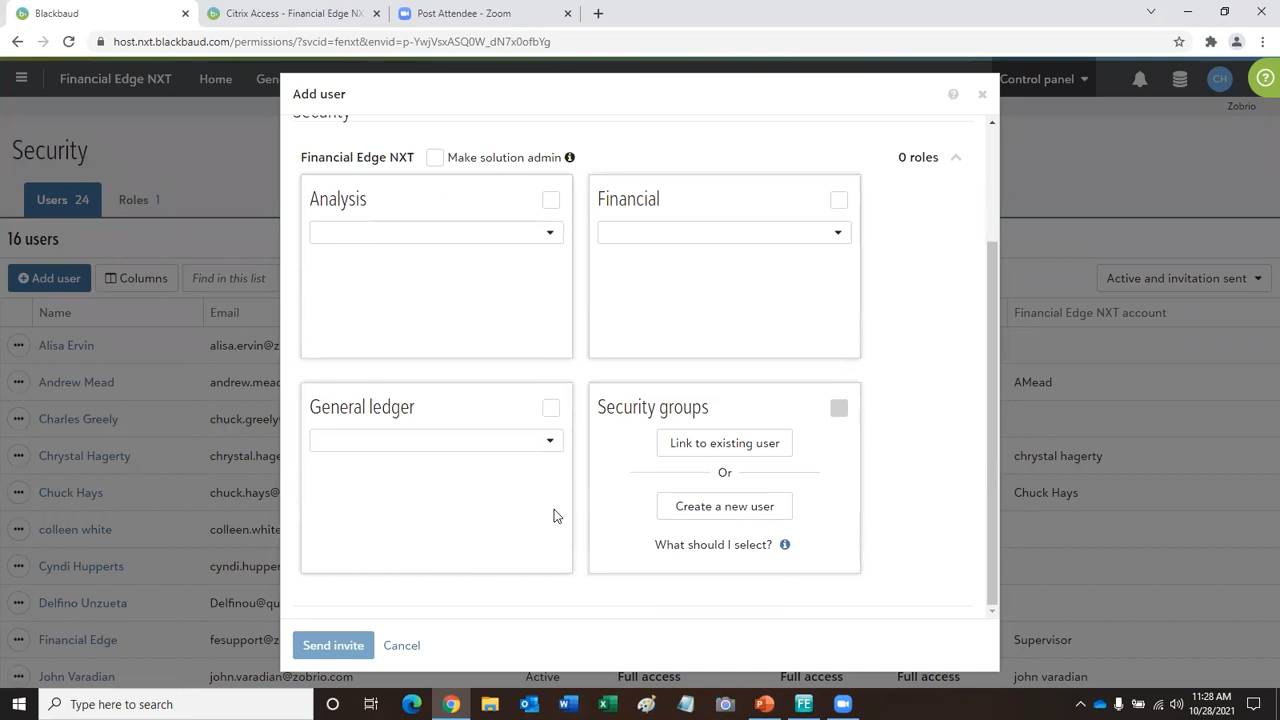 Blackbaud
Citrix Access - Financial Edge NX
Post Attendee - Zoom
host.nxt.blackbaud.com/permissions/?svcid=fenxt&envid=p-YwjVsxASQ0W_dN7x0ofbYg
Financial Edge NXT Home Gen Control panel CH
Zobrio
Security
Users 24 Roles 1
16 users
Add user Columns Find in this list Active and invitation sent
Name Email Financial Edge NXT account
Alisa Ervin alisa.ervin@z
Andrew Mead andrew.mead AMead
Charles Greely chuck.greely
Chrystal Hagerty chrystal.hage chrystal hagerty
Chuck Hays chuck.hays@ Chuck Hays
colleen white colleen.white
Cyndi Hupperts cyndi.hupper
Delfino Unzueta Delfinou@qu
Financial Edge fesupport@z Supervisor
John Varadian john.varadian@zobrio.com Active Full access Full access Full access john varadian
Add user
Security
Financial Edge NXT Make solution admin 0 roles
Analysis
Financial
General ledger
Security groups
Link to existing user
Or
Create a new user
What should I select?
Send invite Cancel
Type here to search
11:28 AM
10/28/2021